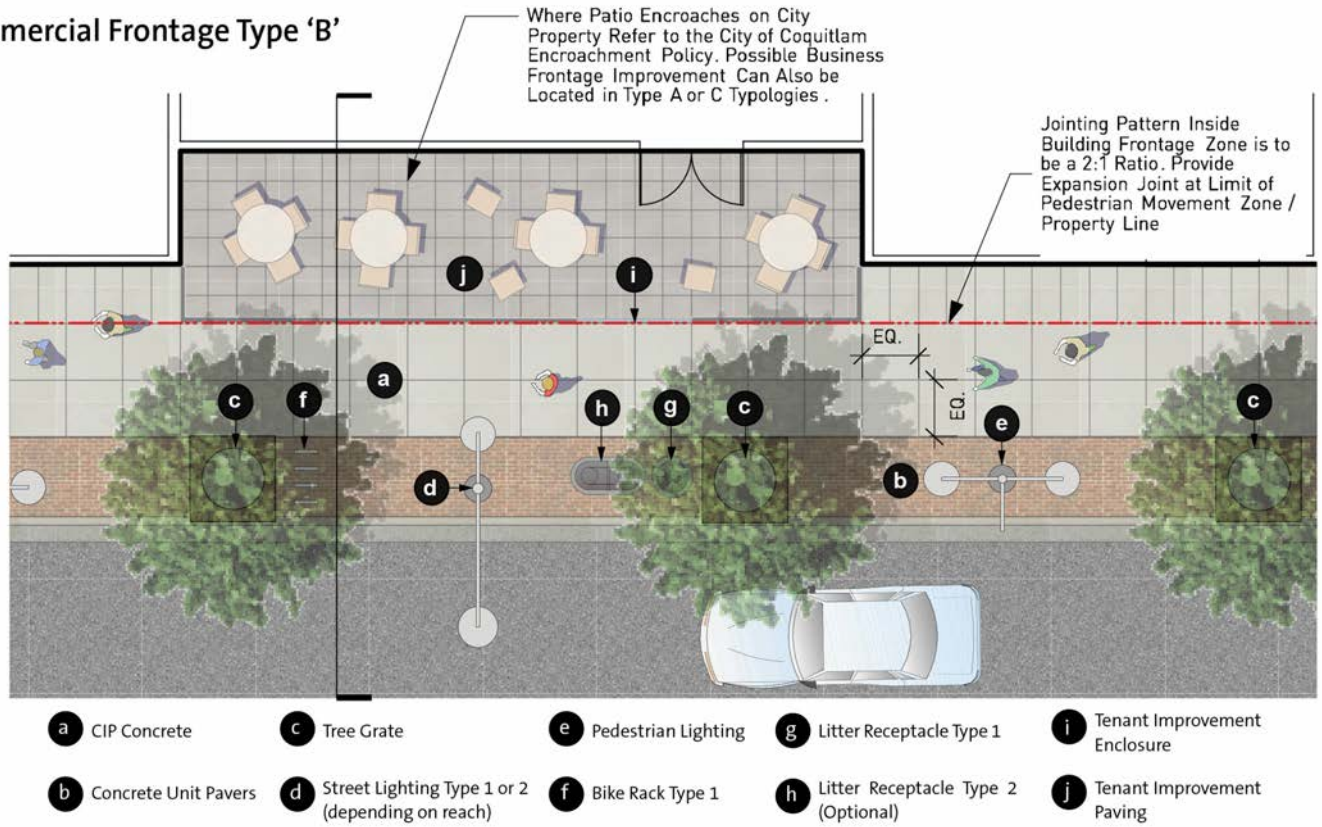 mercial Frontage Type ‘B’
Where Patio Encroaches on City
Property Refer to the City of Coquitlam
Encroachment Policy. Possible Business
Frontage Improvement Can Also be
Located in Type A or C Typologies .
Jointing Pattern Inside
Building Frontage Zone is to
be a 2:1 Ratio. Provide
Expansion Joint at Limit of
Pedestrian Movement Zone /
Property Line
j
i
EQ.
EQ.
a
c
f
h
g
c
e
c
d
b
a CIP Concrete
b Concrete Unit Pavers
c Tree Grate
d Street Lighting Type 1 or 2
(depending on reach)
e Pedestrian Lighting
f Bike Rack Type 1
g Litter Receptacle Type 1
h Litter Receptacle Type 2
(Optional)
i Tenant Improvement
Enclosure
j Tenant Improvement
Paving